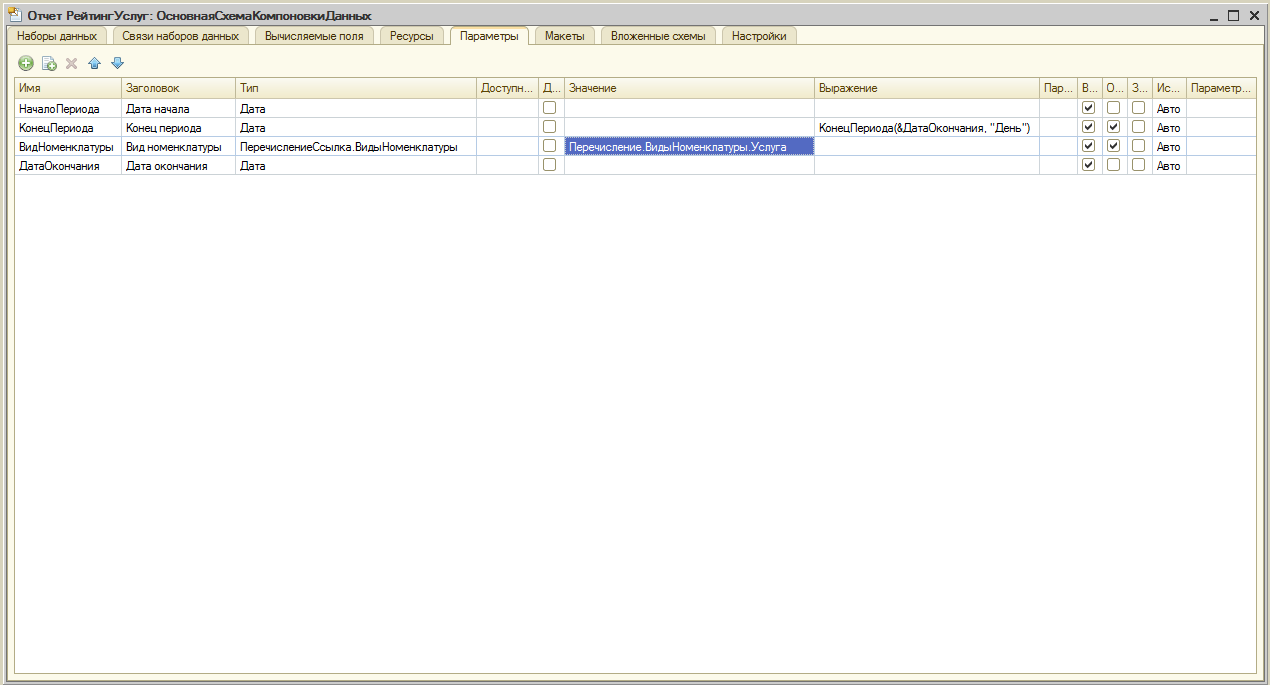 Отчет РейтингУслуг: ОсновнаяСхемаКомпоновкиДанных
Наборы данных Связи наборов данных Вычисляемые поля Ресурсы Параметры Макеты Вложенные схемы Настройки
Имя Заголовок Тип Доступн... Д... Значение Выражение Пар... В... О... З... Ис... Параметр...
НачалоПериода Дата начала Дата Авто
КонецПериода Конец периода Дата КонецПериода(&ДатаОкончания, "День") Авто
ВидНоменклатуры Вид номенклатуры ПеречислениеСсылка.ВидыНоменклатуры Перечисление.ВидыНоменклатуры.Услуга Авто
ДатаОкончания Дата окончания Дата Авто